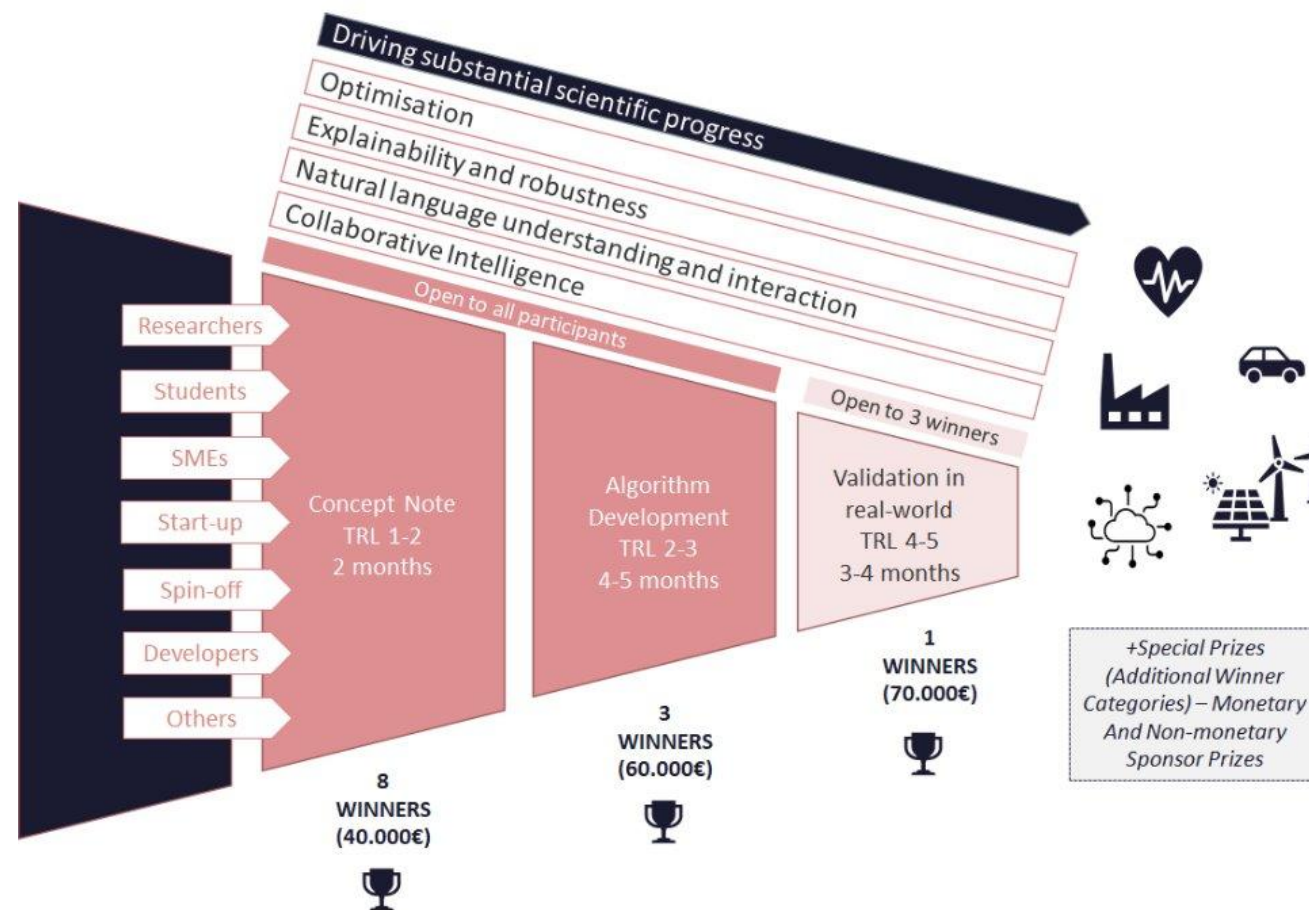 Driving substantial scientific progress
Optimisation
Explainability and robustness
Natural language understanding and interaction
Collaborative Intelligence
Open to all participants
Open to 3 winners
Researchers
Students
SMEs
Start-up
Spin-off
Developers
Others
Concept Note
TRL 1-2
2 months
Algorithm
Development
TRL 2-3
4-5 months
Validation in
real-world
TRL 4-5
3-4 months
8
WINNERS
(40.000€)
3
WINNERS
(60.000€)
1
WINNERS
(70.000€)
+Special Prizes
(Additional Winner
Categories) – Monetary
And Non-monetary
Sponsor Prizes